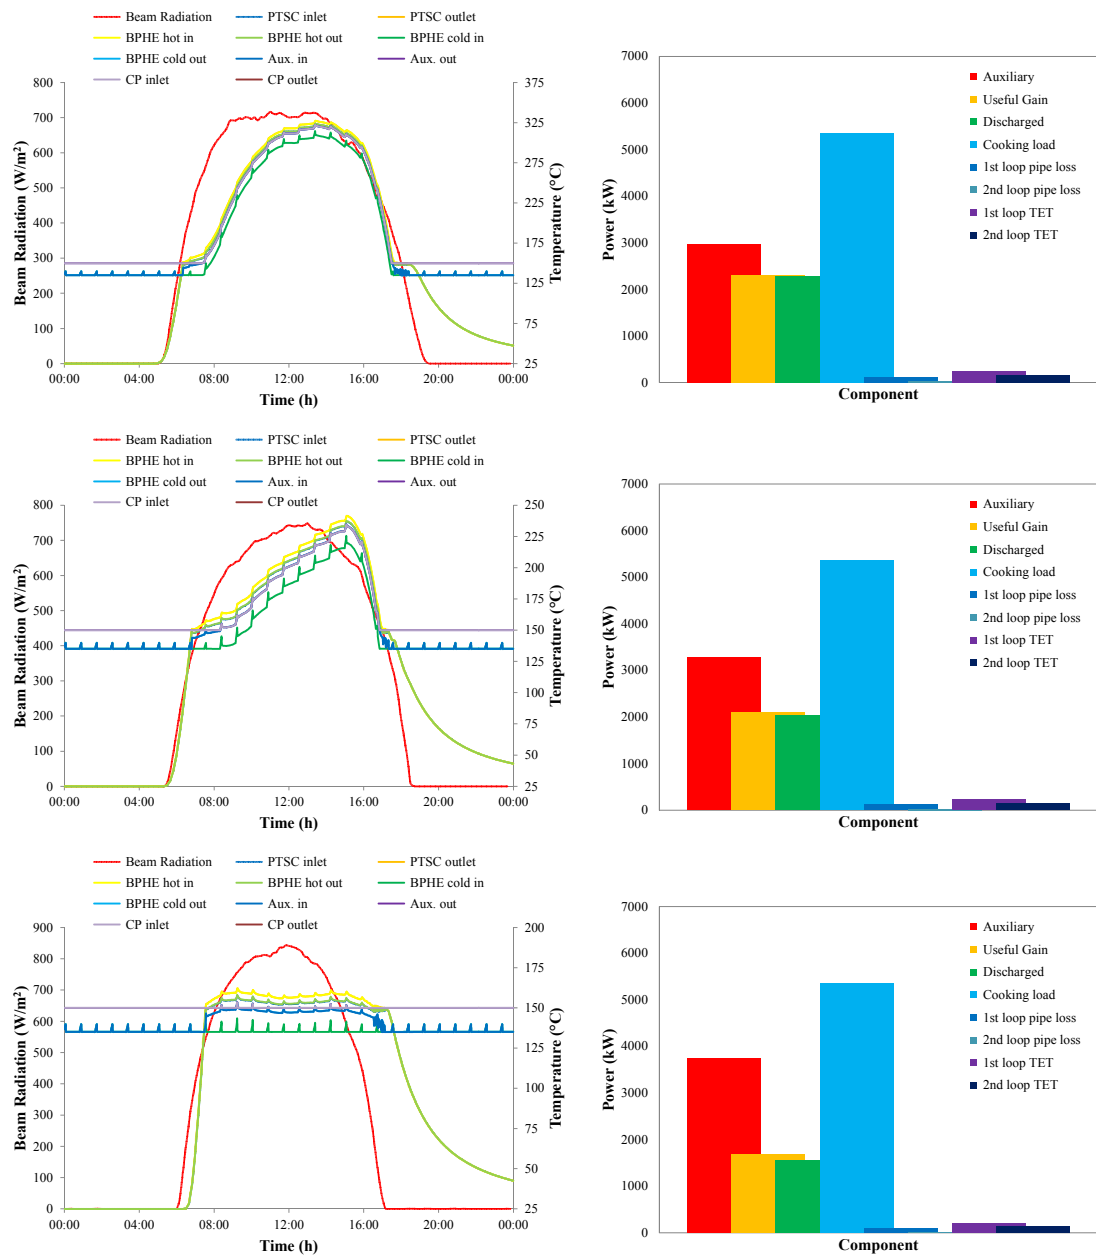 Beam Radiation PTSC inlet PTSC outlet
BPHE hot in BPHE hot out BPHE cold in
BPHE cold out Aux. in Aux. out
CP inlet CP outlet
800 375
700 325
600
275
500
400 225
300 175
200
125
100
75
0 25
00:00 04:00 08:00 12:00 16:00 20:00 00:00
Beam Radiation (W/m²)
Temperature (°C)
Time (h)
7000
6000
5000
4000
3000
2000
1000
0
Power (kW)
Component
Auxiliary
Useful Gain
Discharged
Cooking load
1st loop pipe loss
2nd loop pipe loss
1st loop TET
2nd loop TET
Beam Radiation PTSC inlet PTSC outlet
BPHE hot in BPHE hot out BPHE cold in
BPHE cold out Aux. in Aux. out
CP inlet CP outlet
800 250
700 225
600 200
500 175
400 150
300 125
200 100
100 75
50
0 25
00:00 04:00 08:00 12:00 16:00 20:00 00:00
Beam Radiation (W/m²)
Temperature (°C)
Time (h)
7000
6000
5000
4000
3000
2000
1000
0
Power (kW)
Component
Auxiliary
Useful Gain
Discharged
Cooking load
1st loop pipe loss
2nd loop pipe loss
1st loop TET
2nd loop TET
Beam Radiation PTSC inlet PTSC outlet
BPHE hot in BPHE hot out BPHE cold in
BPHE cold out Aux. in Aux. out
CP inlet CP outlet
900 200
800 175
700
600 150
500 125
400 100
300 75
200
100 50
0 25
00:00 04:00 08:00 12:00 16:00 20:00 00:00
Beam Radiation (W/m²)
Temperature (°C)
Time (h)
7000
6000
5000
4000
3000
2000
1000
0
Power (kW)
Component
Auxiliary
Useful Gain
Discharged
Cooking load
1st loop pipe loss
2nd loop pipe loss
1st loop TET
2nd loop TET